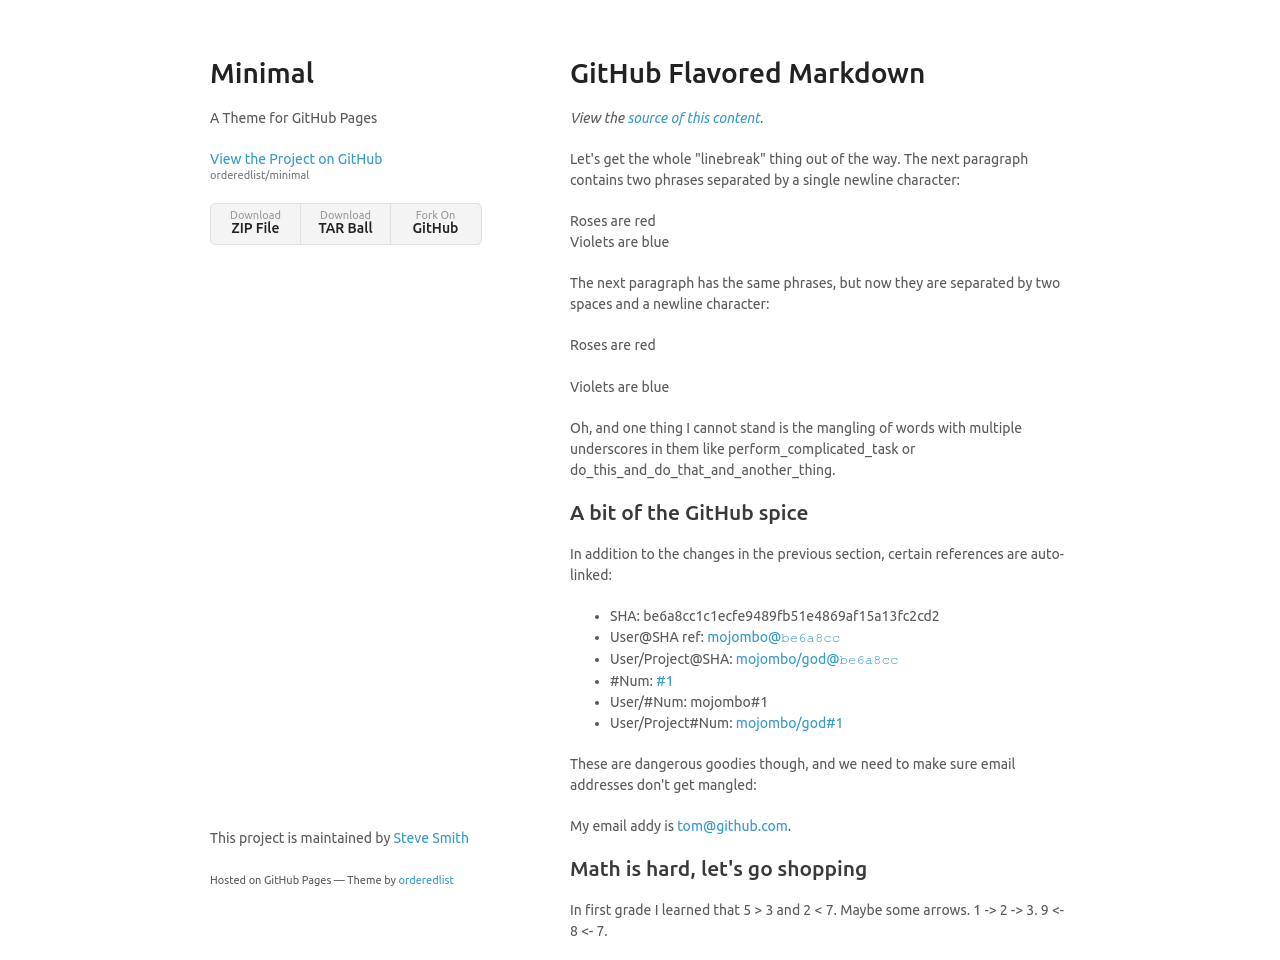 Minimal
A Theme for GitHub Pages
View the Project on GitHub
orderedlist/minimal
Download
ZIP File
Download
TAR Ball
Fork On
GitHub
This project is maintained by Steve Smith
Hosted on GitHub Pages — Theme by orderedlist
GitHub Flavored Markdown
View the source of this content.
Let's get the whole "linebreak" thing out of the way. The next paragraph
contains two phrases separated by a single newline character:
Roses are red
Violets are blue
The next paragraph has the same phrases, but now they are separated by two
spaces and a newline character:
Roses are red
Violets are blue
Oh, and one thing I cannot stand is the mangling of words with multiple
underscores in them like perform_complicated_task or
do_this_and_do_that_and_another_thing.
A bit of the GitHub spice
In addition to the changes in the previous section, certain references are auto-
linked:
• SHA: be6a8cc1c1ecfe9489fb51e4869af15a13fc2cd2
• User@SHA ref: mojombo@be6a8cc
• User/Project@SHA: mojombo/god@be6a8cc
• #Num: #1
• User/#Num: mojombo#1
• User/Project#Num: mojombo/god#1
These are dangerous goodies though, and we need to make sure email
addresses don't get mangled:
My email addy is tom@github.com.
Math is hard, let's go shopping
In first grade I learned that 5 > 3 and 2 < 7. Maybe some arrows. 1 -> 2 -> 3. 9 <-
8 <- 7.